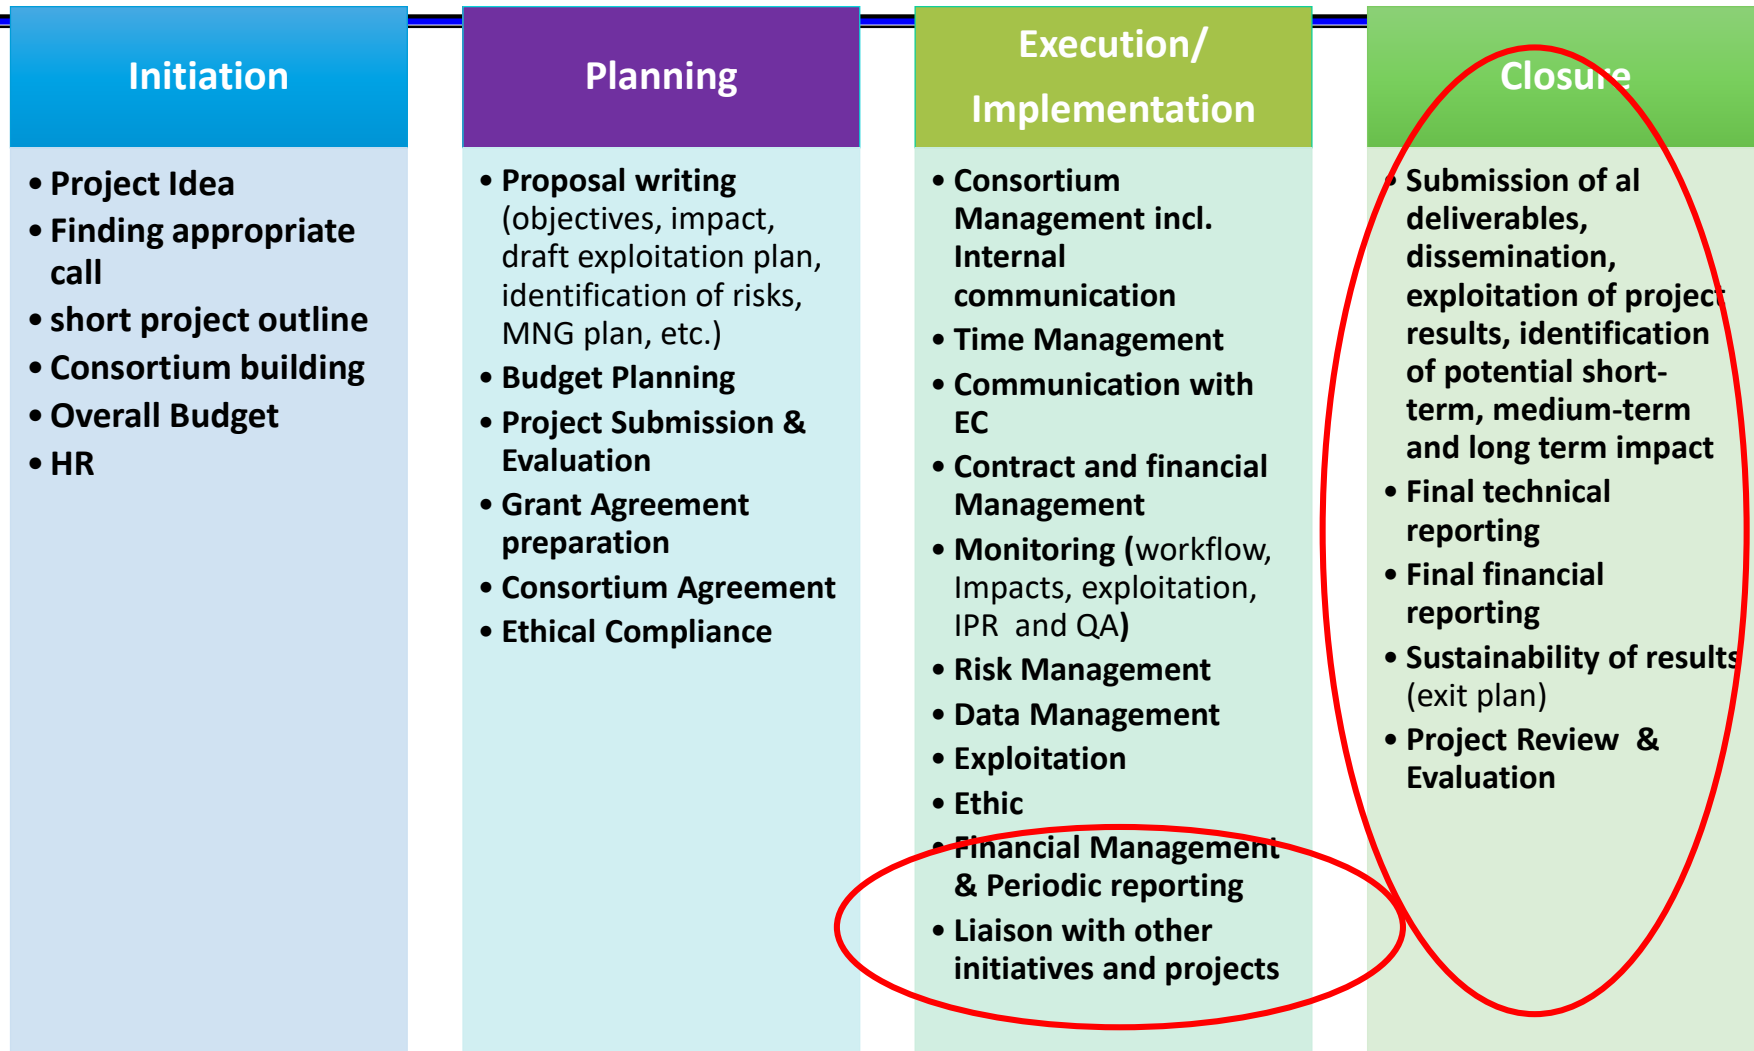 Initiation
• Project Idea
• Finding appropriate
call
• short project outline
• Consortium building
• Overall Budget
• HR
Planning
• Proposal writing
(objectives, impact,
draft exploitation plan,
identification of risks,
MNG plan, etc.)
• Budget Planning
• Project Submission &
Evaluation
• Grant Agreement
preparation
• Consortium Agreement
• Ethical Compliance
Execution/
Implementation
• Consortium
Management incl.
Internal
communication
• Time Management
• Communication with
EC
• Contract and financial
Management
• Monitoring (workflow,
Impacts, exploitation,
IPR and QA)
• Risk Management
• Data Management
• Exploitation
• Ethic
• Financial Management
& Periodic reporting
• Liaison with other
initiatives and projects
Closure
• Submission of al
deliverables,
dissemination,
exploitation of project
results, identification
of potential short-
term, medium-term
and long term impact
• Final technical
reporting
• Final financial
reporting
• Sustainability of results
(exit plan)
• Project Review &
Evaluation